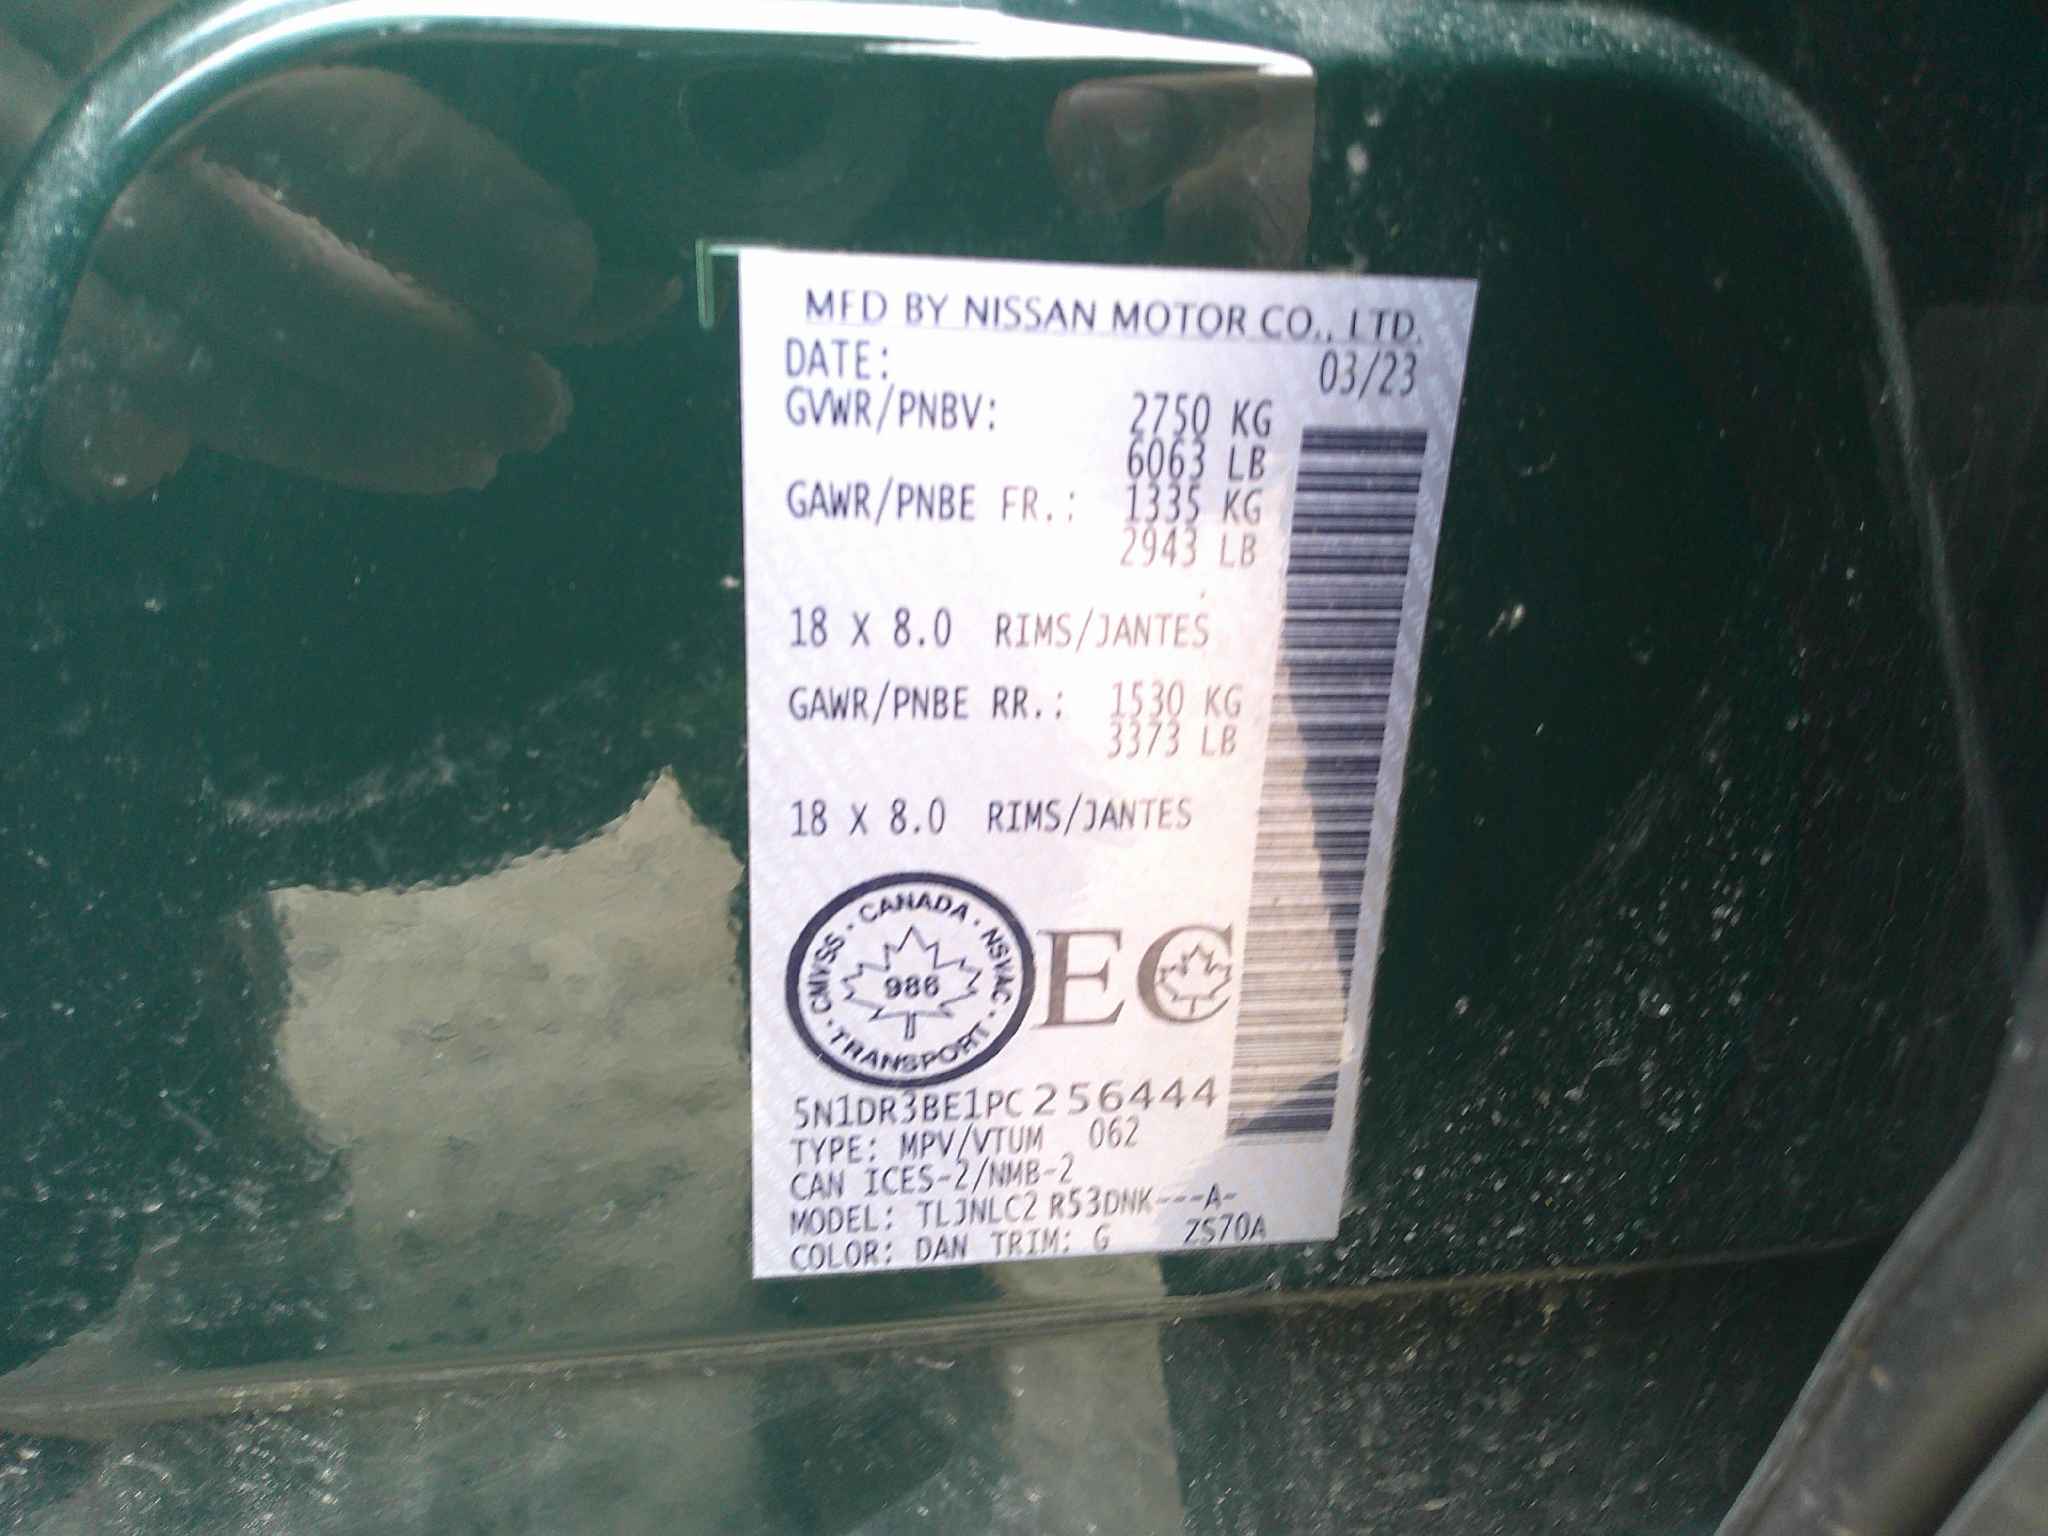 MFD BY NISSAN MOTOR CO., LTD.
DATE: 03/23
GVWR/PNBV: 2750 KG
6063 LB
GAWR/PNBE FR.: 1335 KG
2943 LB
18 X 8.0 RIMS/JANTES
GAWR/PNBE RR.: 1530 KG
3373 LB
18 X 8.0 RIMS/JANTES
CANADA · NSVAC · TRANSPORT · CMVSS ·
986
EC
5N1DR3BE1PC256444
TYPE: MPV/VTUM 062
CAN ICES-2/NMB-2
MODEL: TLJNLC2 R53DNK---A-
COLOR: DAN TRIM: G ZS70A